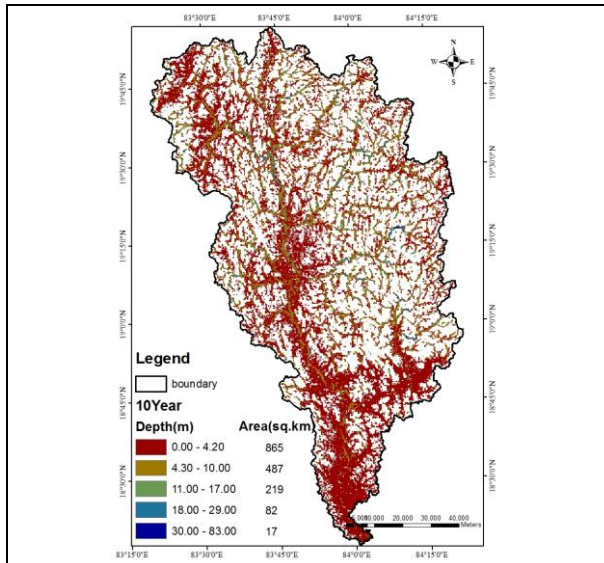 83°30'0"E 83°45'0"E 84°0'0"E 84°15'0"E
N
W E
S
19°45'0"N 19°45'0"N
19°30'0"N 19°30'0"N
19°15'0"N 19°15'0"N
19°0'0"N 19°0'0"N
18°45'0"N 18°45'0"N
18°30'0"N 18°30'0"N
Legend
boundary
10Year
Depth(m) Area(sq.km)
0.00 - 4.20 865
4.30 - 10.00 487
11.00 - 17.00 219
18.00 - 29.00 82
30.00 - 83.00 17
20,000 30,000 40,000
Meters
83°15'0"E 83°30'0"E 83°45'0"E 84°0'0"E 84°15'0"E